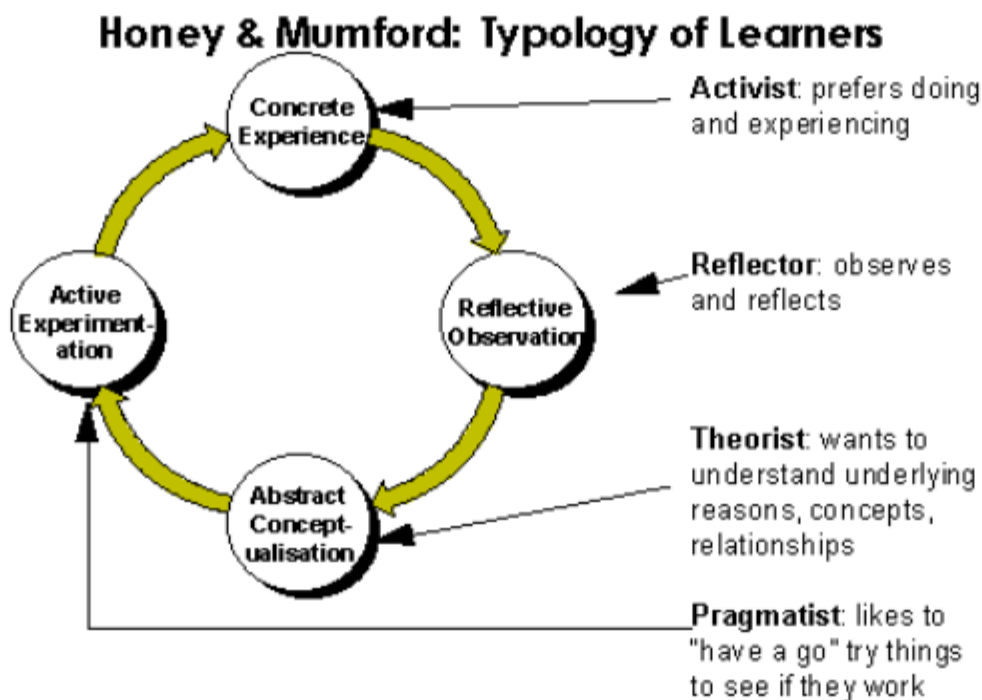 Honey & Mumford: Typology of Learners
Concrete
Experience
Activist: prefers doing
and experiencing
Reflective
Observation
Reflector: observes
and reflects
Abstract
Concept-
ualisation
Theorist: wants to
understand underlying
reasons, concepts,
relationships
Active
Experiment-
ation
Pragmatist: likes to
"have a go" try things
to see if they work